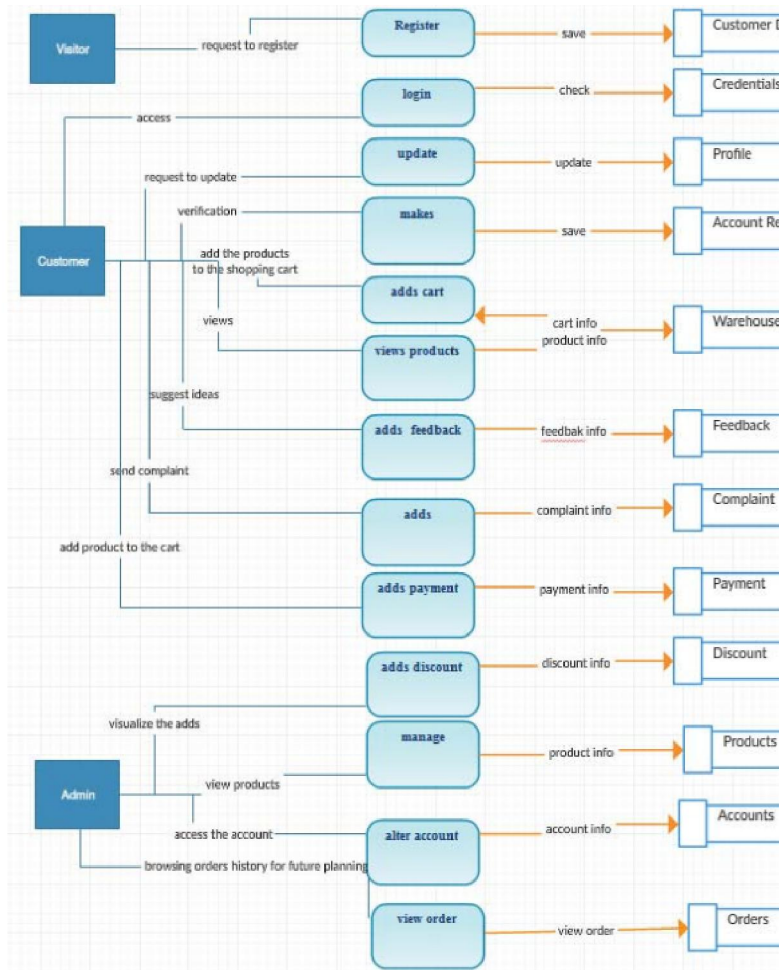 Visitor
request to register
Register
save
Customer D
login
check
Credentials
access
update
update
Profile
request to update
verification
makes
save
Account Re
Customer
add the products
to the shopping cart
adds cart
cart info
product info
Warehouse
views
views products
suggest ideas
adds feedback
feedbak info
Feedback
send complaint
adds
complaint info
Complaint
add product to the cart
adds payment
payment info
Payment
adds discount
discount info
Discount
visualize the adds
manage
product info
Products
Admin
view products
access the account
alter account
account info
Accounts
browsing orders history for future planning
view order
view order
Orders